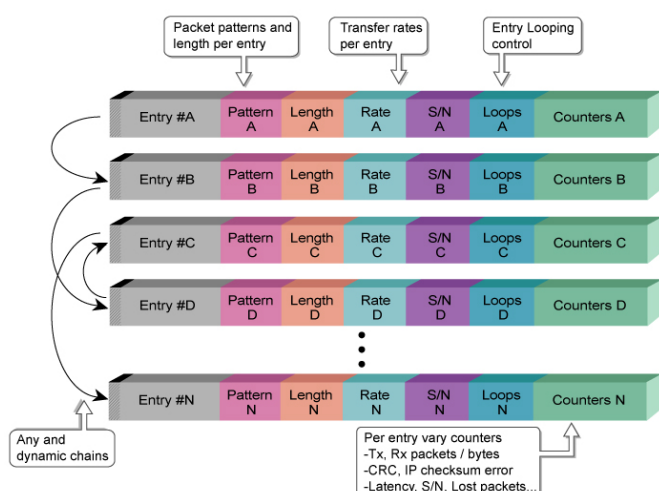 Packet patterns and
length per entry
Transfer rates
per entry
Entry Looping
control
Entry #A
Pattern
A
Length
A
Rate
A
S/N
A
Loops
A
Counters A
Entry #B
Pattern
B
Length
B
Rate
B
S/N
B
Loops
B
Counters B
Entry #C
Pattern
C
Length
C
Rate
C
S/N
C
Loops
C
Counters C
Entry #D
Pattern
D
Length
D
Rate
D
S/N
D
Loops
D
Counters D
Entry #N
Pattern
N
Length
N
Rate
N
S/N
N
Loops
N
Counters N
Any and
dynamic chains
Per entry vary counters
-Tx, Rx packets / bytes
-CRC, IP checksum error
-Latency, S/N, Lost packets...